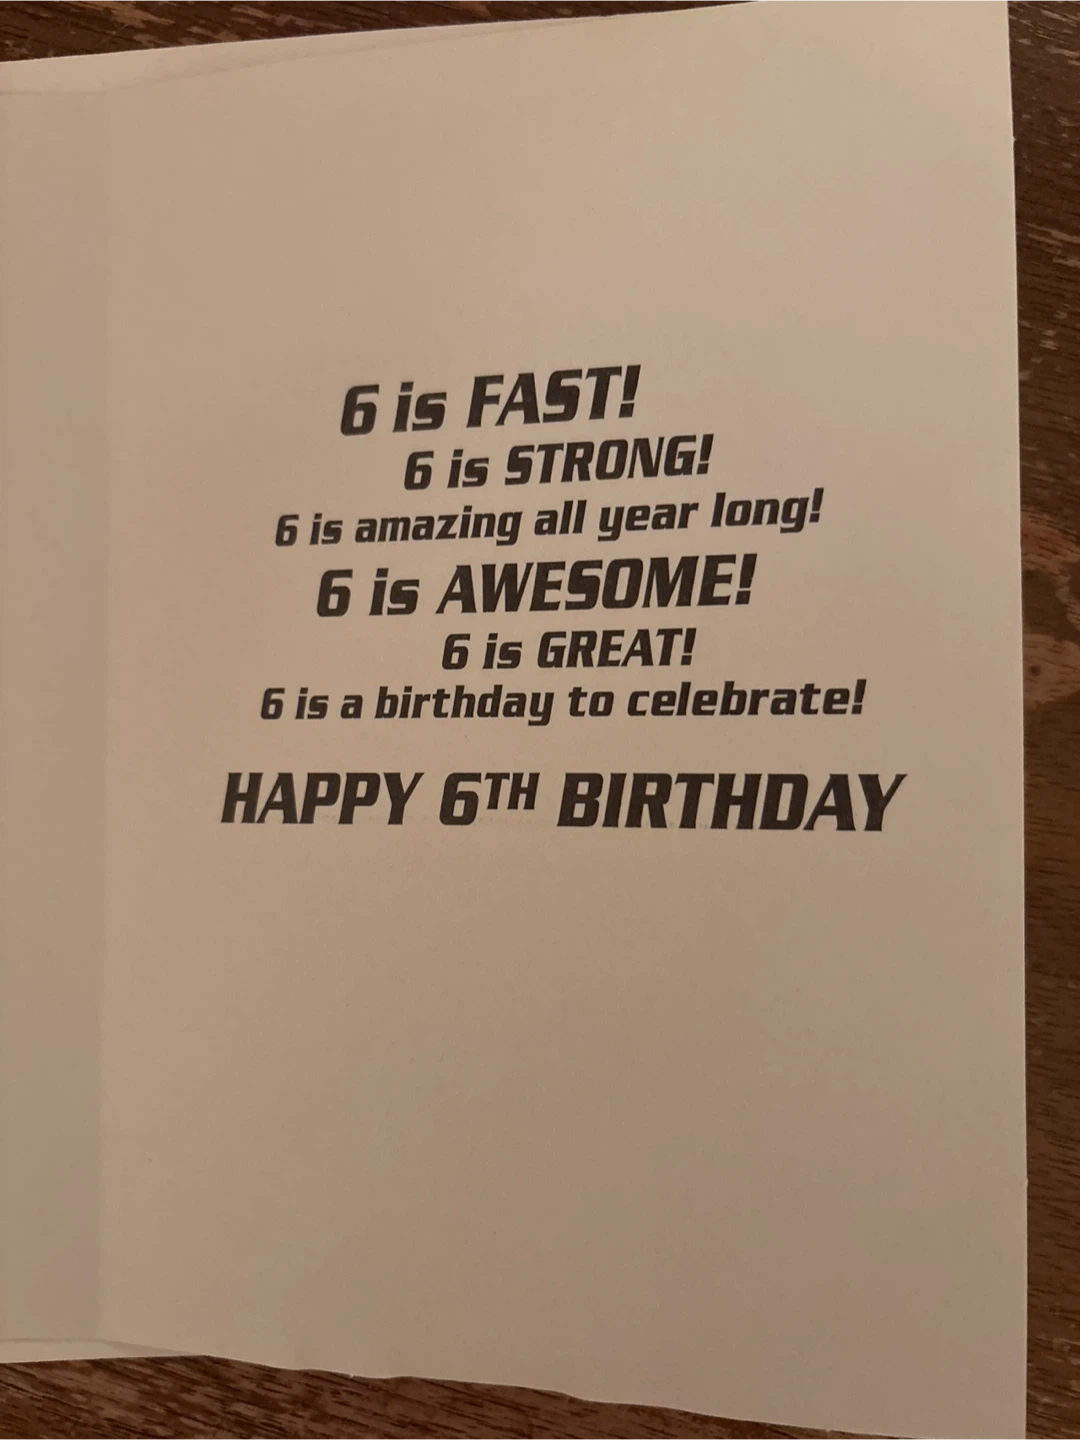 6 is FAST!
6 is STRONG!
6 is amazing all year long!
6 is AWESOME!
6 is GREAT!
6 is a birthday to celebrate!
HAPPY 6TH BIRTHDAY